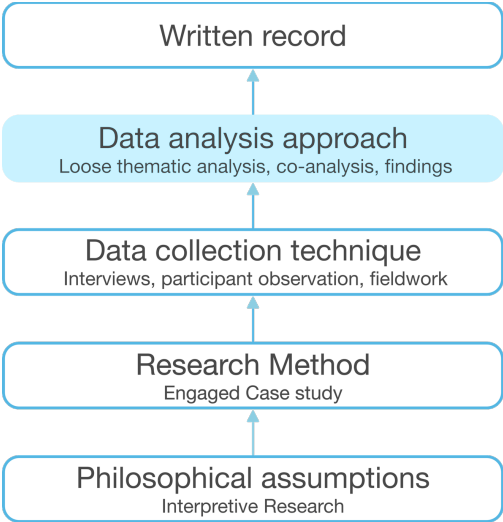 Written record
Data analysis approach
Loose thematic analysis, co-analysis, findings
Data collection technique
Interviews, participant observation, fieldwork
Research Method
Engaged Case study
Philosophical assumptions
Interpretive Research